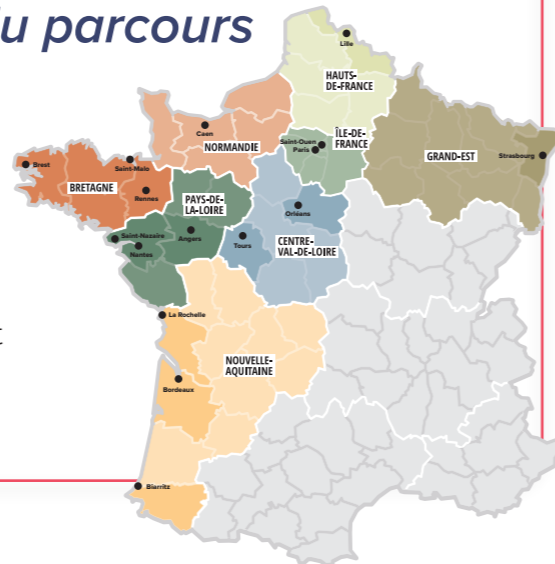 u parcours
Lille
HAUTS-
DE-FRANCE
Caen
NORMANDIE
Saint-Ouen
Paris
ÎLE-DE-
FRANCE
GRAND-EST
Strasbourg
Brest
Saint-Malo
BRETAGNE
Rennes
PAYS-DE-
LA-LOIRE
Orléans
Saint-Nazaire
Angers
Nantes
Tours
CENTRE-
VAL-DE-LOIRE
La Rochelle
t
NOUVELLE-
AQUITAINE
Bordeaux
Biarritz